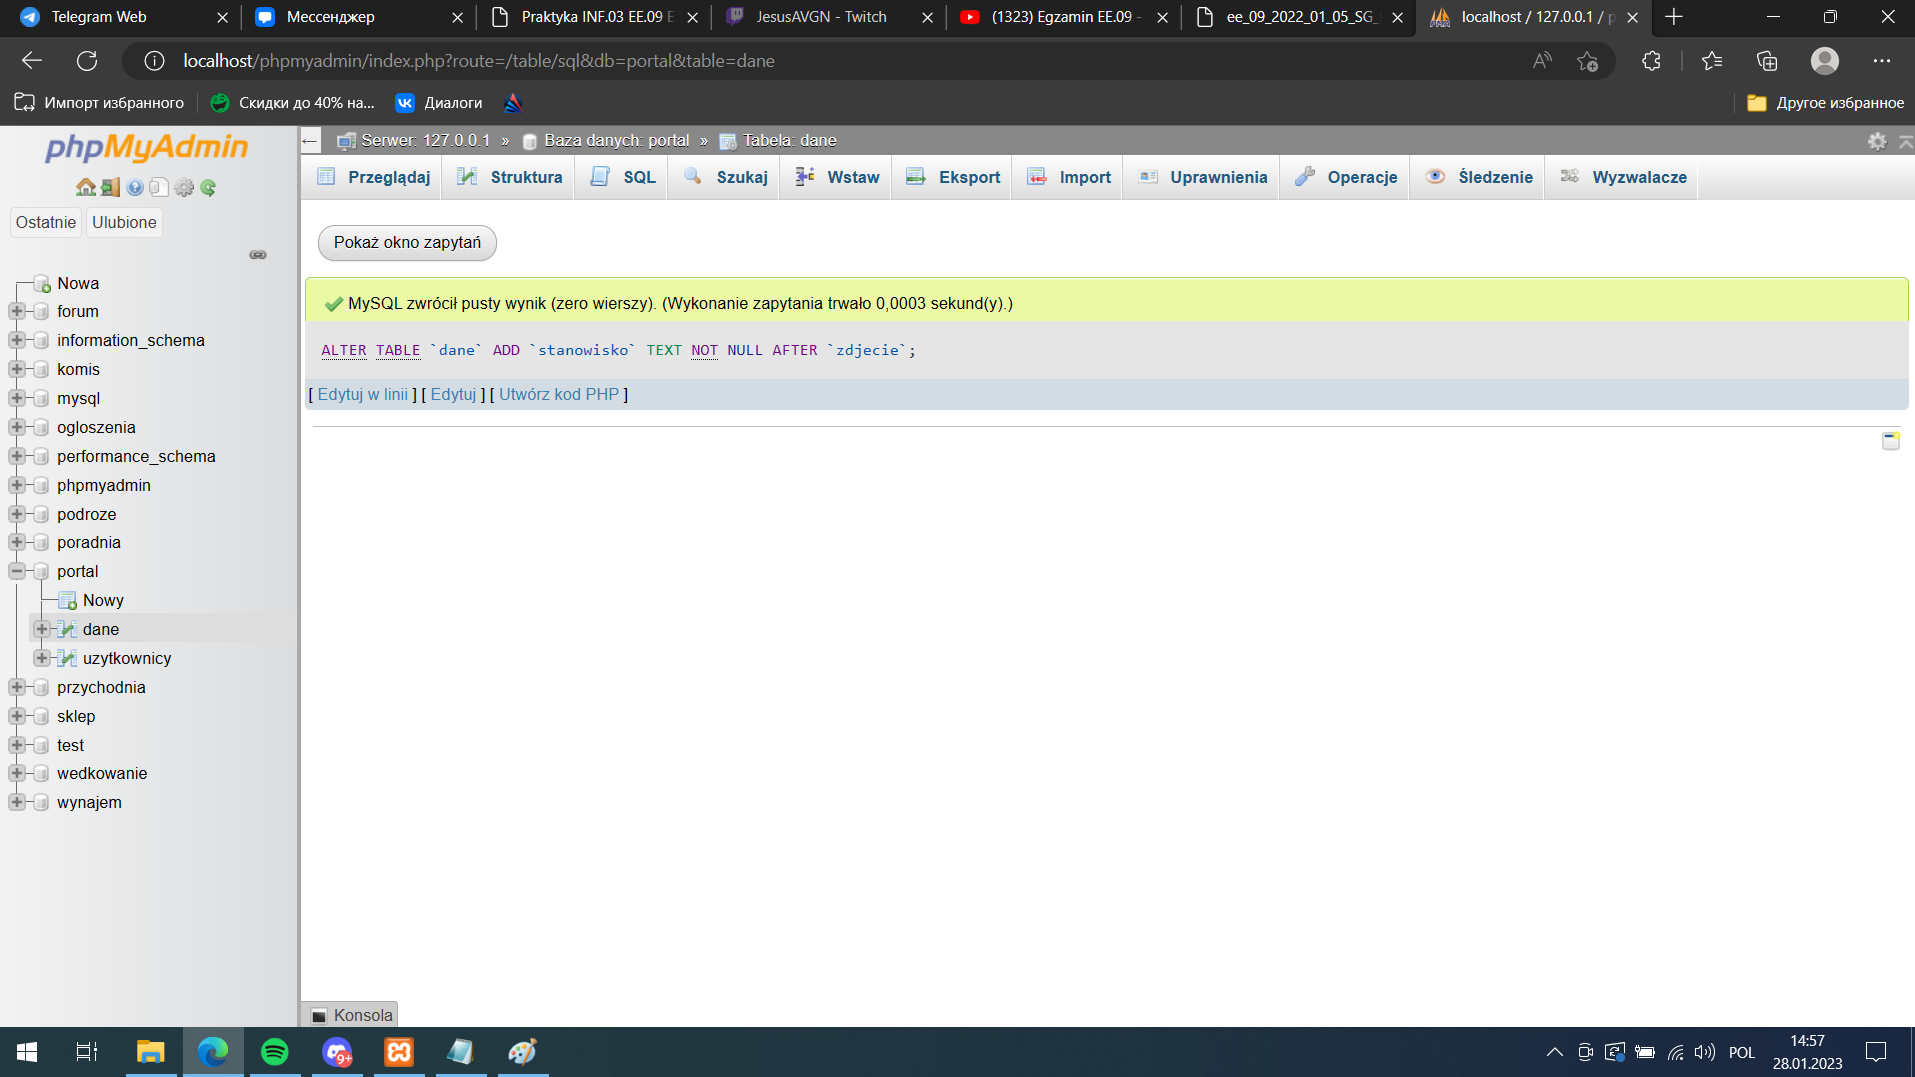 Telegram Web
Мессенджер
Praktyka INF.03 EE.09 E
JesusAVGN - Twitch
(1323) Egzamin EE.09 -
ee_09_2022_01_05_SG_
localhost / 127.0.0.1 / p
localhost/phpmyadmin/index.php?route=/table/sql&db=portal&table=dane
Импорт избранного
Скидки до 40% на...
Диалоги
Другое избранное
phpMyAdmin
Ostatnie
Ulubione
Nowa
forum
information_schema
komis
mysql
ogloszenia
performance_schema
phpmyadmin
podroze
poradnia
portal
Nowy
dane
uzytkownicy
przychodnia
sklep
test
wedkowanie
wynajem
Serwer: 127.0.0.1 » Baza danych: portal » Tabela: dane
Przeglądaj
Struktura
SQL
Szukaj
Wstaw
Eksport
Import
Uprawnienia
Operacje
Śledzenie
Wyzwalacze
Pokaż okno zapytań
MySQL zwrócił pusty wynik (zero wierszy). (Wykonanie zapytania trwało 0,0003 sekund(y).)
ALTER TABLE `dane` ADD `stanowisko` TEXT NOT NULL AFTER `zdjecie`;
[ Edytuj w linii ] [ Edytuj ] [ Utwórz kod PHP ]
Konsola
9+
POL
14:57
28.01.2023